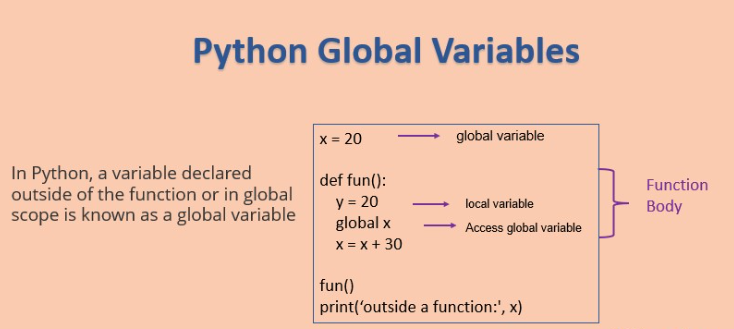 Python Global Variables
In Python, a variable declared
outside of the function or in global
scope is known as a global variable
x = 20
global variable
def fun():
y = 20
local variable
global x
Access global variable
x = x + 30
fun()
print(‘outside a function:', x)
Function
Body